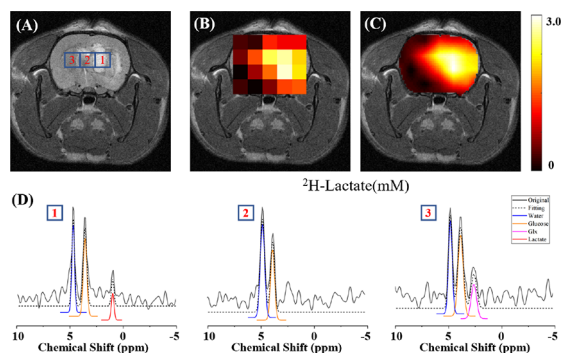 (A)
(B)
(C)
3.0
3 2 1
0
²H-Lactate(mM)
(D)
1
2
3
Original
Fitting
Water
Glucose
Glx
Lactate
10 5 0 -5
10 5 0 -5
10 5 0 -5
Chemical Shift (ppm)
Chemical Shift (ppm)
Chemical Shift (ppm)